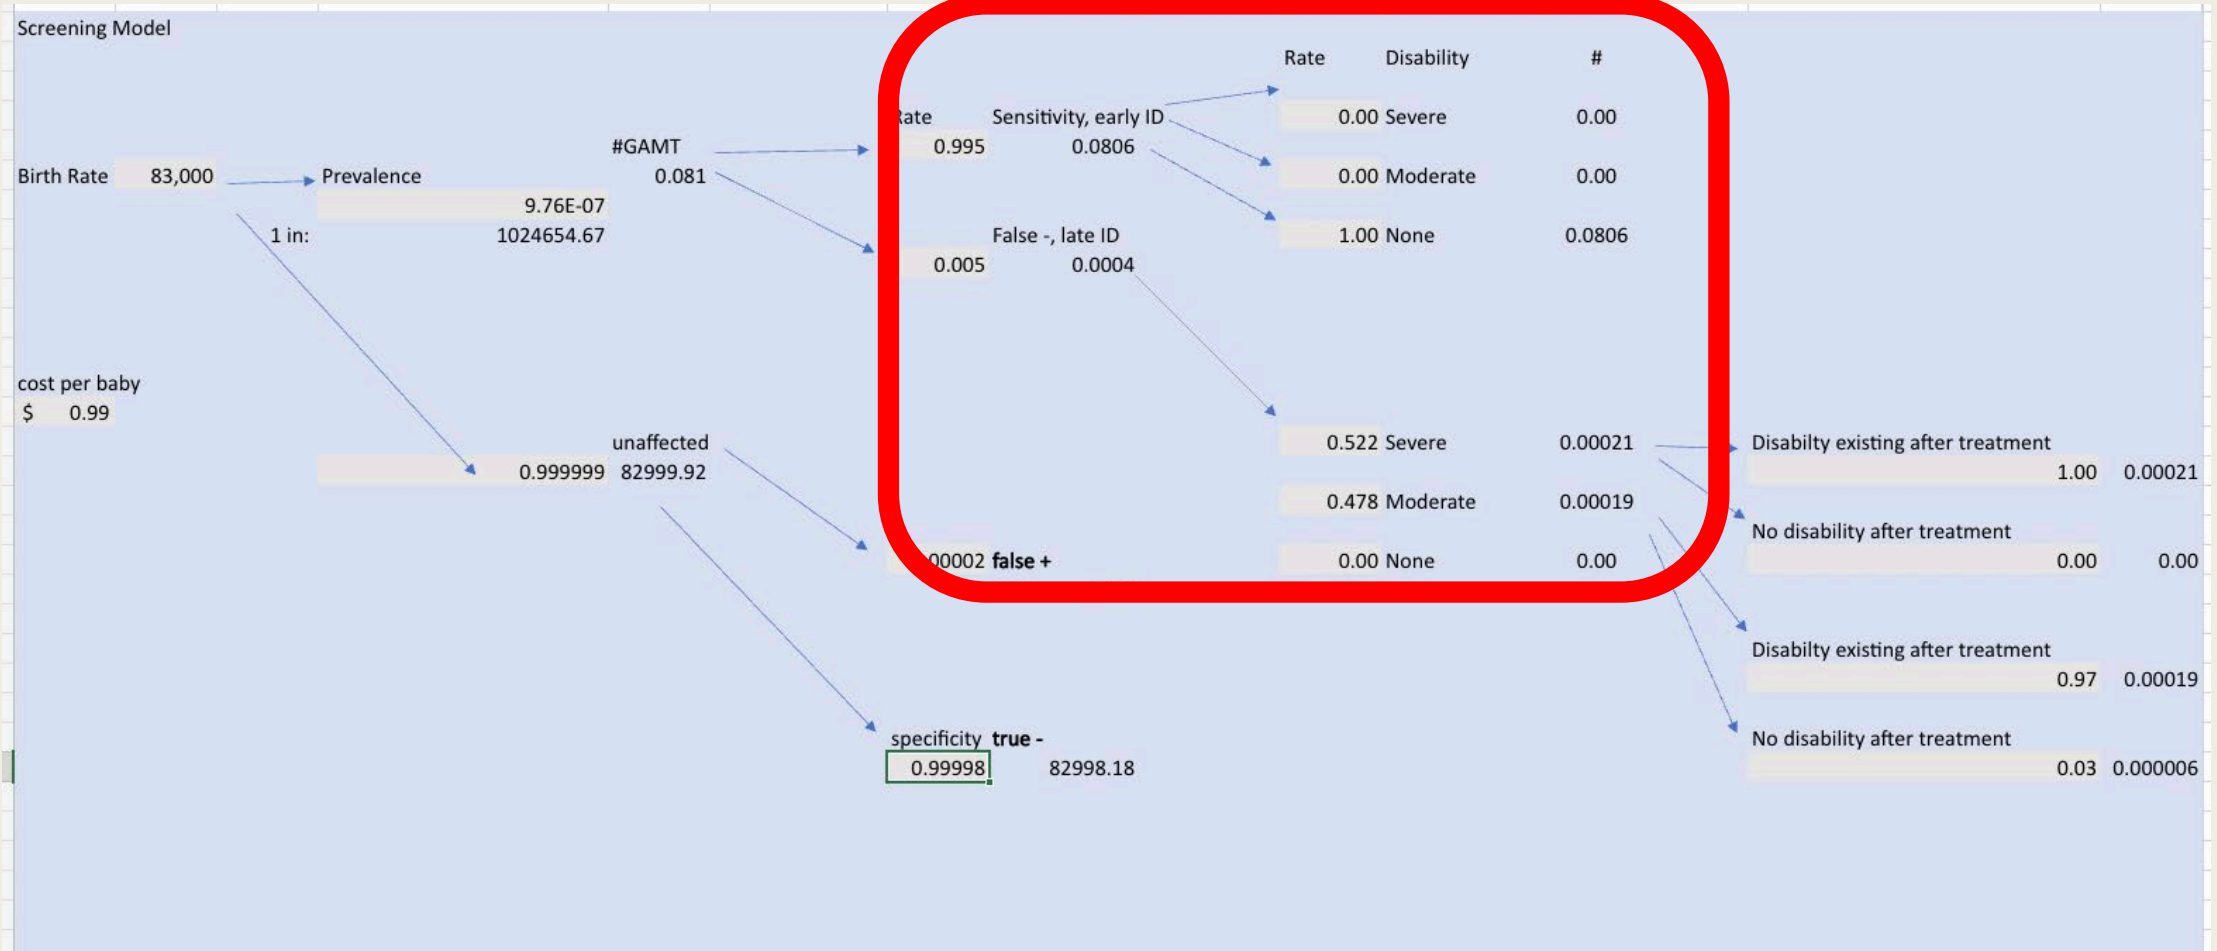 Screening Model
Rate Disability #
Rate Sensitivity, early ID 0.00 Severe 0.00
#GAMT 0.995 0.0806
Birth Rate 83,000 Prevalence 0.081 0.00 Moderate 0.00
9.76E-07
1 in: 1024654.67 False -, late ID 1.00 None 0.0806
0.005 0.0004
cost per baby
$ 0.99
unaffected 0.522 Severe 0.00021 Disabilty existing after treatment
0.999999 82999.92 1.00 0.00021
0.478 Moderate 0.00019
No disability after treatment
00002 false + 0.00 None 0.00 0.00 0.00
Disabilty existing after treatment
0.97 0.00019
specificity true - No disability after treatment
0.99998 82998.18 0.03 0.000006